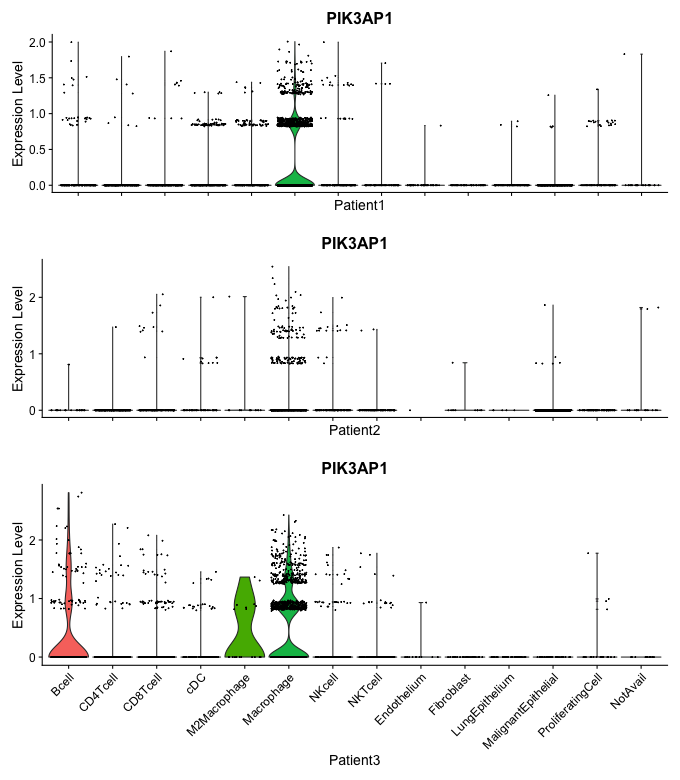 PIK3AP1
Expression Level
2.0
1.5
1.0
0.5
0.0
Patient1
PIK3AP1
Expression Level
2
1
0
Patient2
PIK3AP1
Expression Level
2
1
0
Bcell
CD4Tcell
CD8Tcell
cDC
M2Macrophage
Macrophage
NKcell
NKTcell
Endothelium
Fibroblast
LungEpithelium
MalignantEpithelial
ProliferatingCell
NotAvail
Patient3